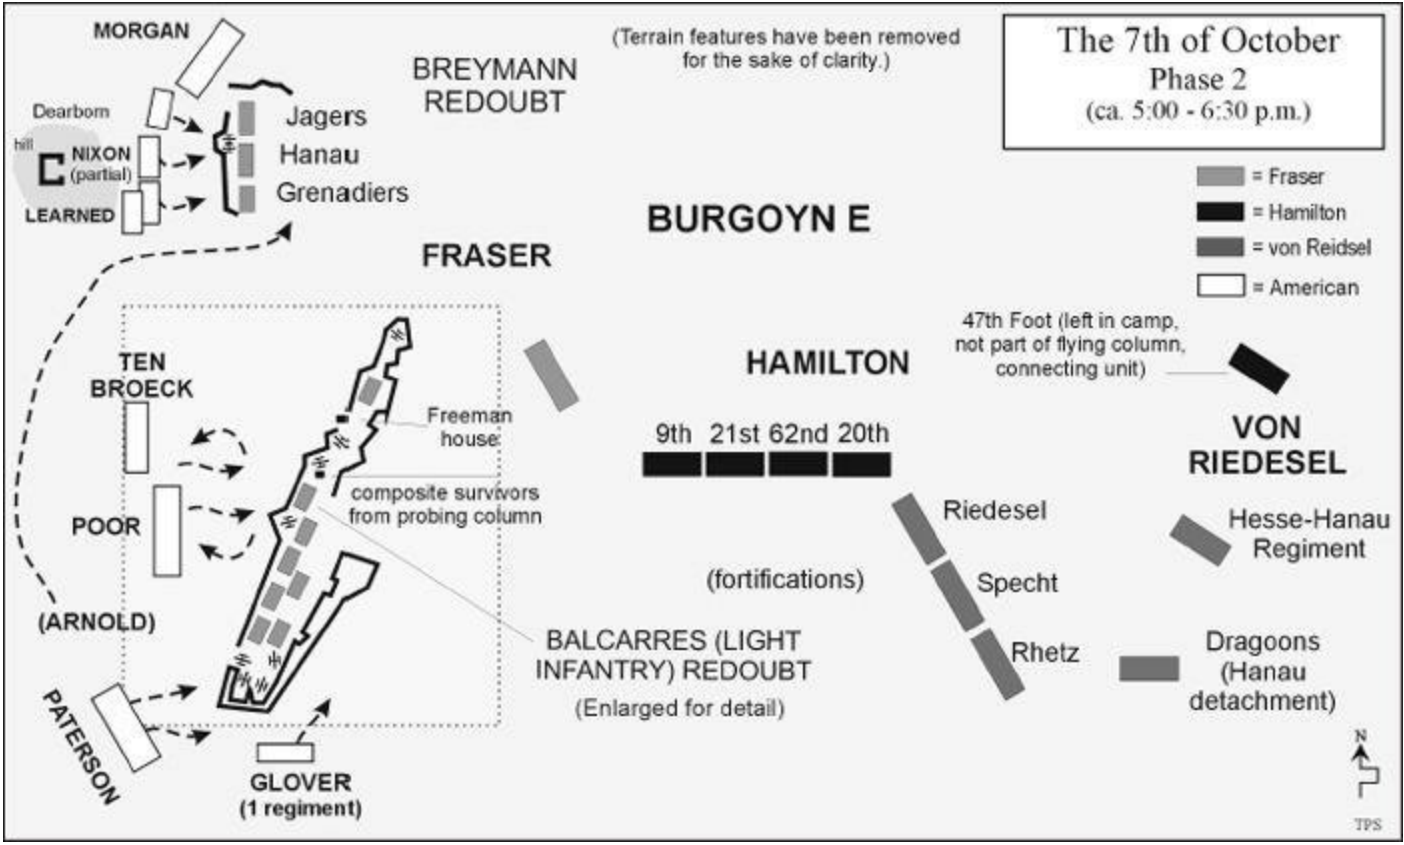 The 7th of October
Phase 2
(ca. 5:00 - 6:30 p.m.)
(Terrain features have been removed
for the sake of clarity.)
= Fraser
= Hamilton
= von Reidsel
= American
MORGAN
BREYMANN
REDOUBT
Dearborn
hill
NIXON
(partial)
LEARNED
Jagers
Hanau
Grenadiers
BURGOYN E
FRASER
TEN
BROECK
POOR
(ARNOLD)
PATERSON
GLOVER
(1 regiment)
Freeman
house
composite survivors
from probing column
BALCARRES (LIGHT
INFANTRY) REDOUBT
(Enlarged for detail)
HAMILTON
9th 21st 62nd 20th
(fortifications)
47th Foot (left in camp,
not part of flying column,
connecting unit)
VON
RIEDESEL
Riedesel
Specht
Rhetz
Hesse-Hanau
Regiment
Dragoons
(Hanau
detachment)
N
TPS